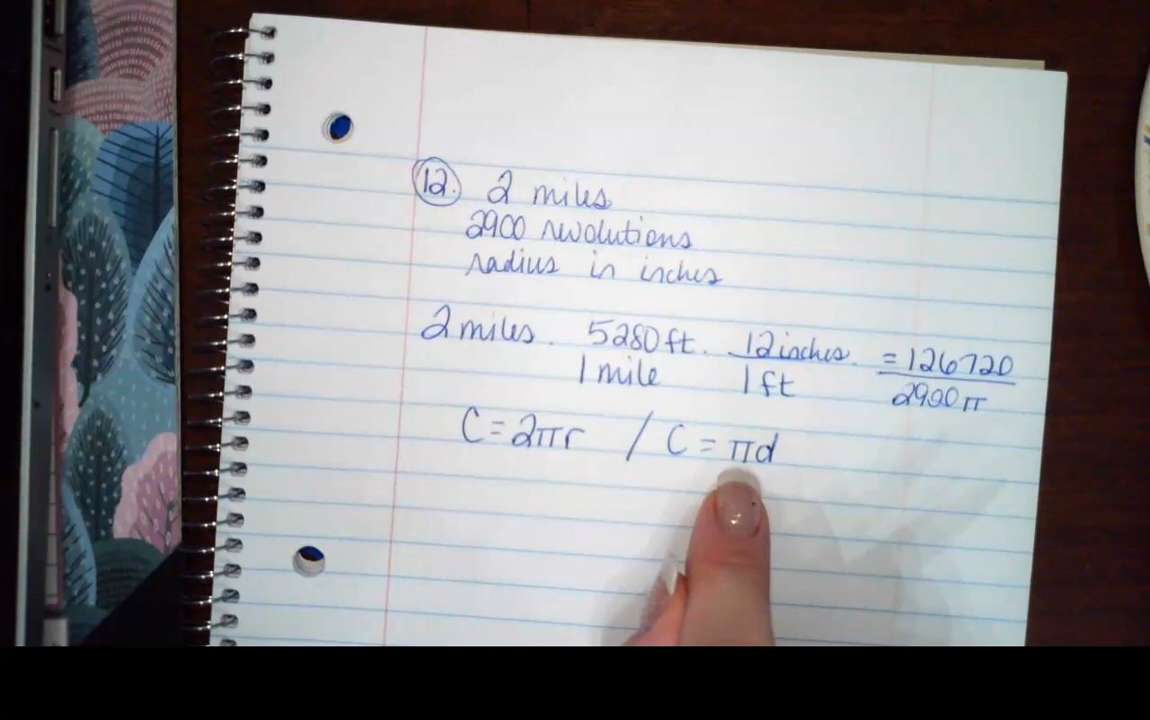 12. 2 miles
2900 revolutions
radius in inches
2 miles . 5280 ft. 12 inches. = 126720
1 mile 1 ft 2900 π
C = 2πr / C = πd